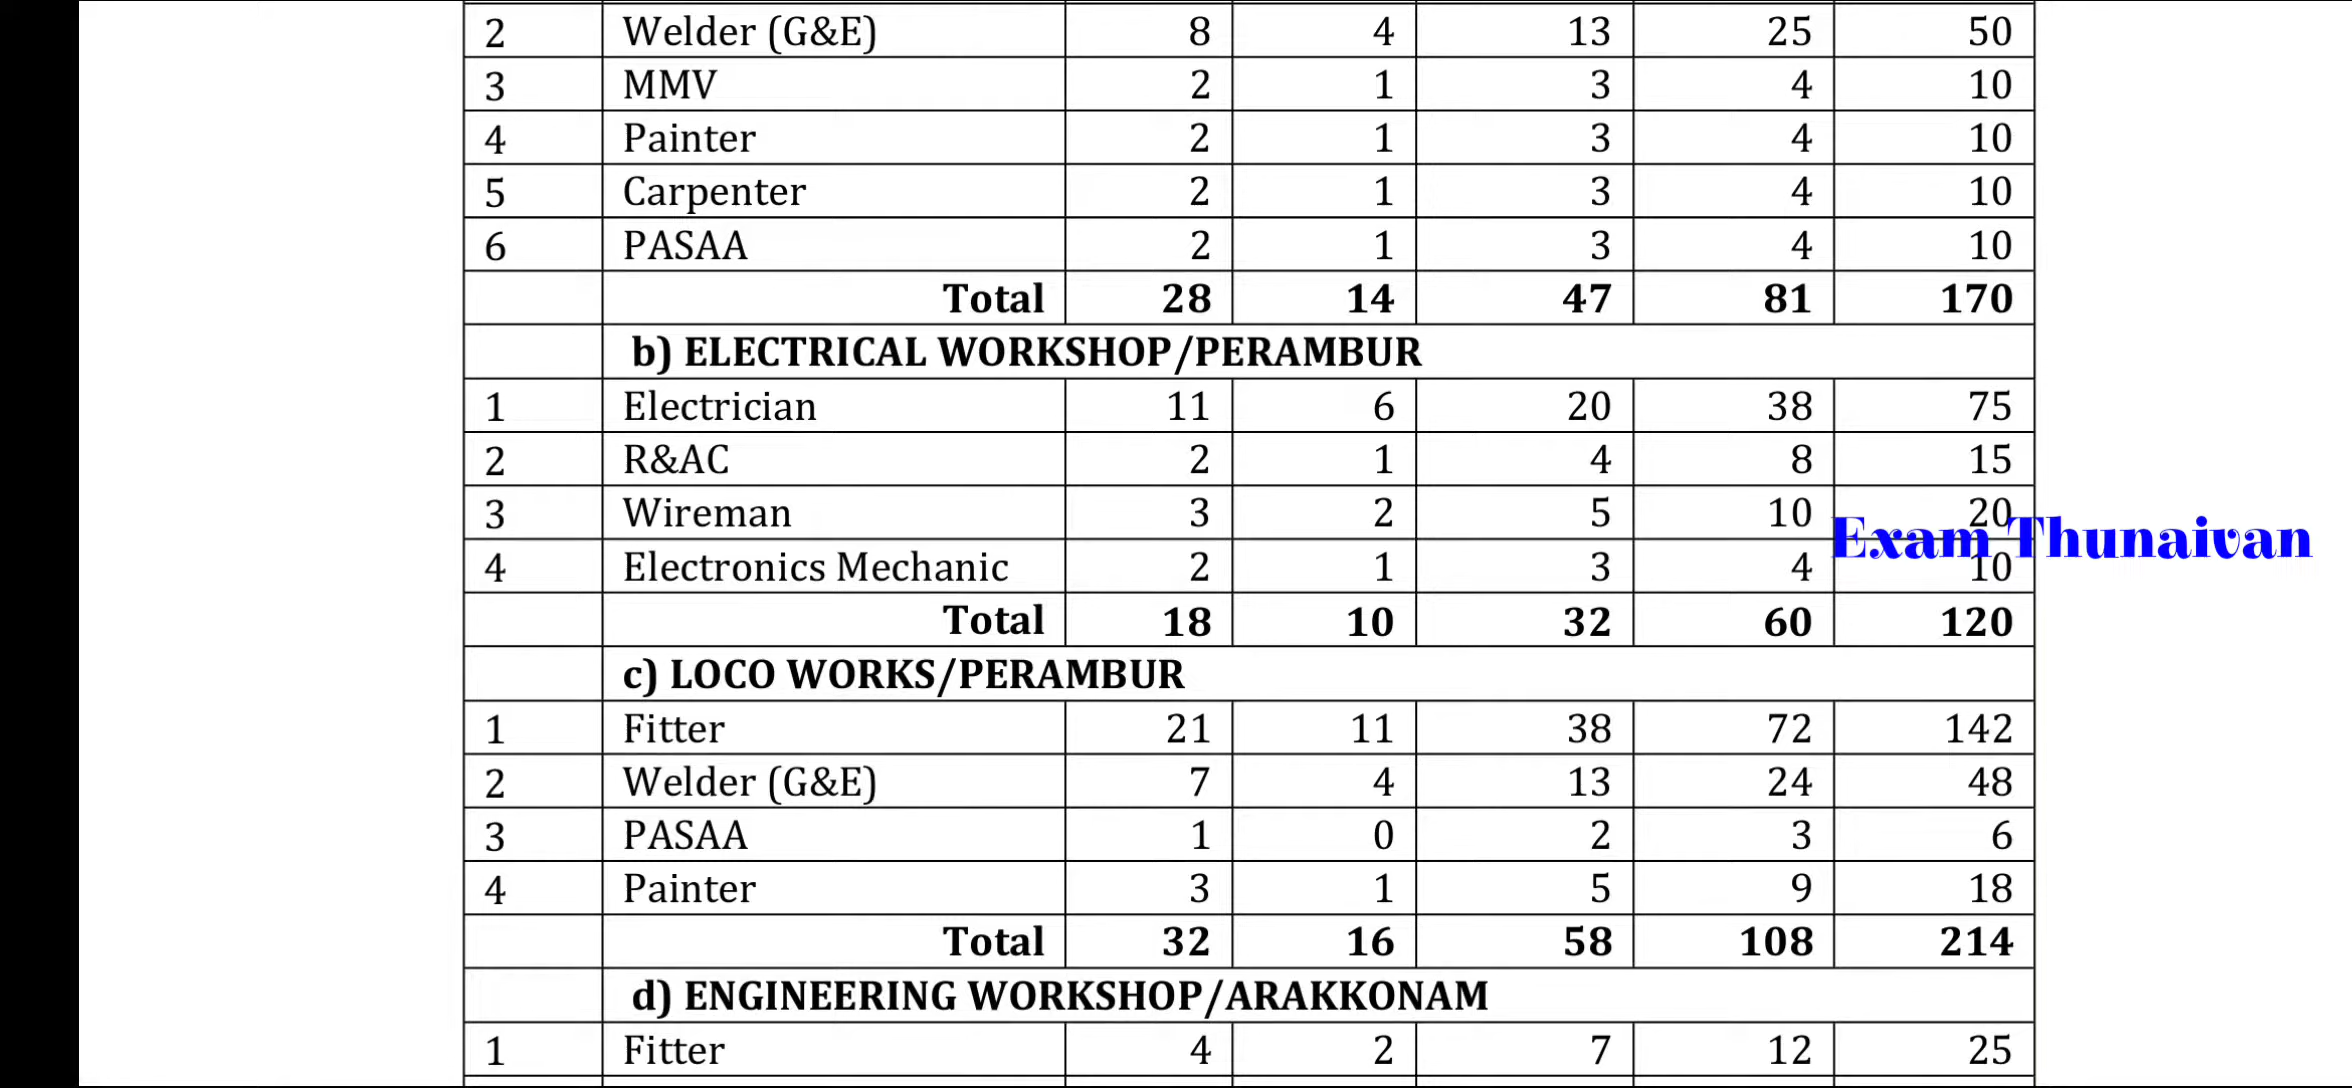 2 Welder (G&E) 8 4 13 25 50
3 MMV 2 1 3 4 10
4 Painter 2 1 3 4 10
5 Carpenter 2 1 3 4 10
6 PASAA 2 1 3 4 10
Total 28 14 47 81 170
b) ELECTRICAL WORKSHOP/PERAMBUR
1 Electrician 11 6 20 38 75
2 R&AC 2 1 4 8 15
3 Wireman 3 2 5 10 20
Exam Thunaivan
4 Electronics Mechanic 2 1 3 4 10
Total 18 10 32 60 120
c) LOCO WORKS/PERAMBUR
1 Fitter 21 11 38 72 142
2 Welder (G&E) 7 4 13 24 48
3 PASAA 1 0 2 3 6
4 Painter 3 1 5 9 18
Total 32 16 58 108 214
d) ENGINEERING WORKSHOP/ARAKKONAM
1 Fitter 4 2 7 12 25